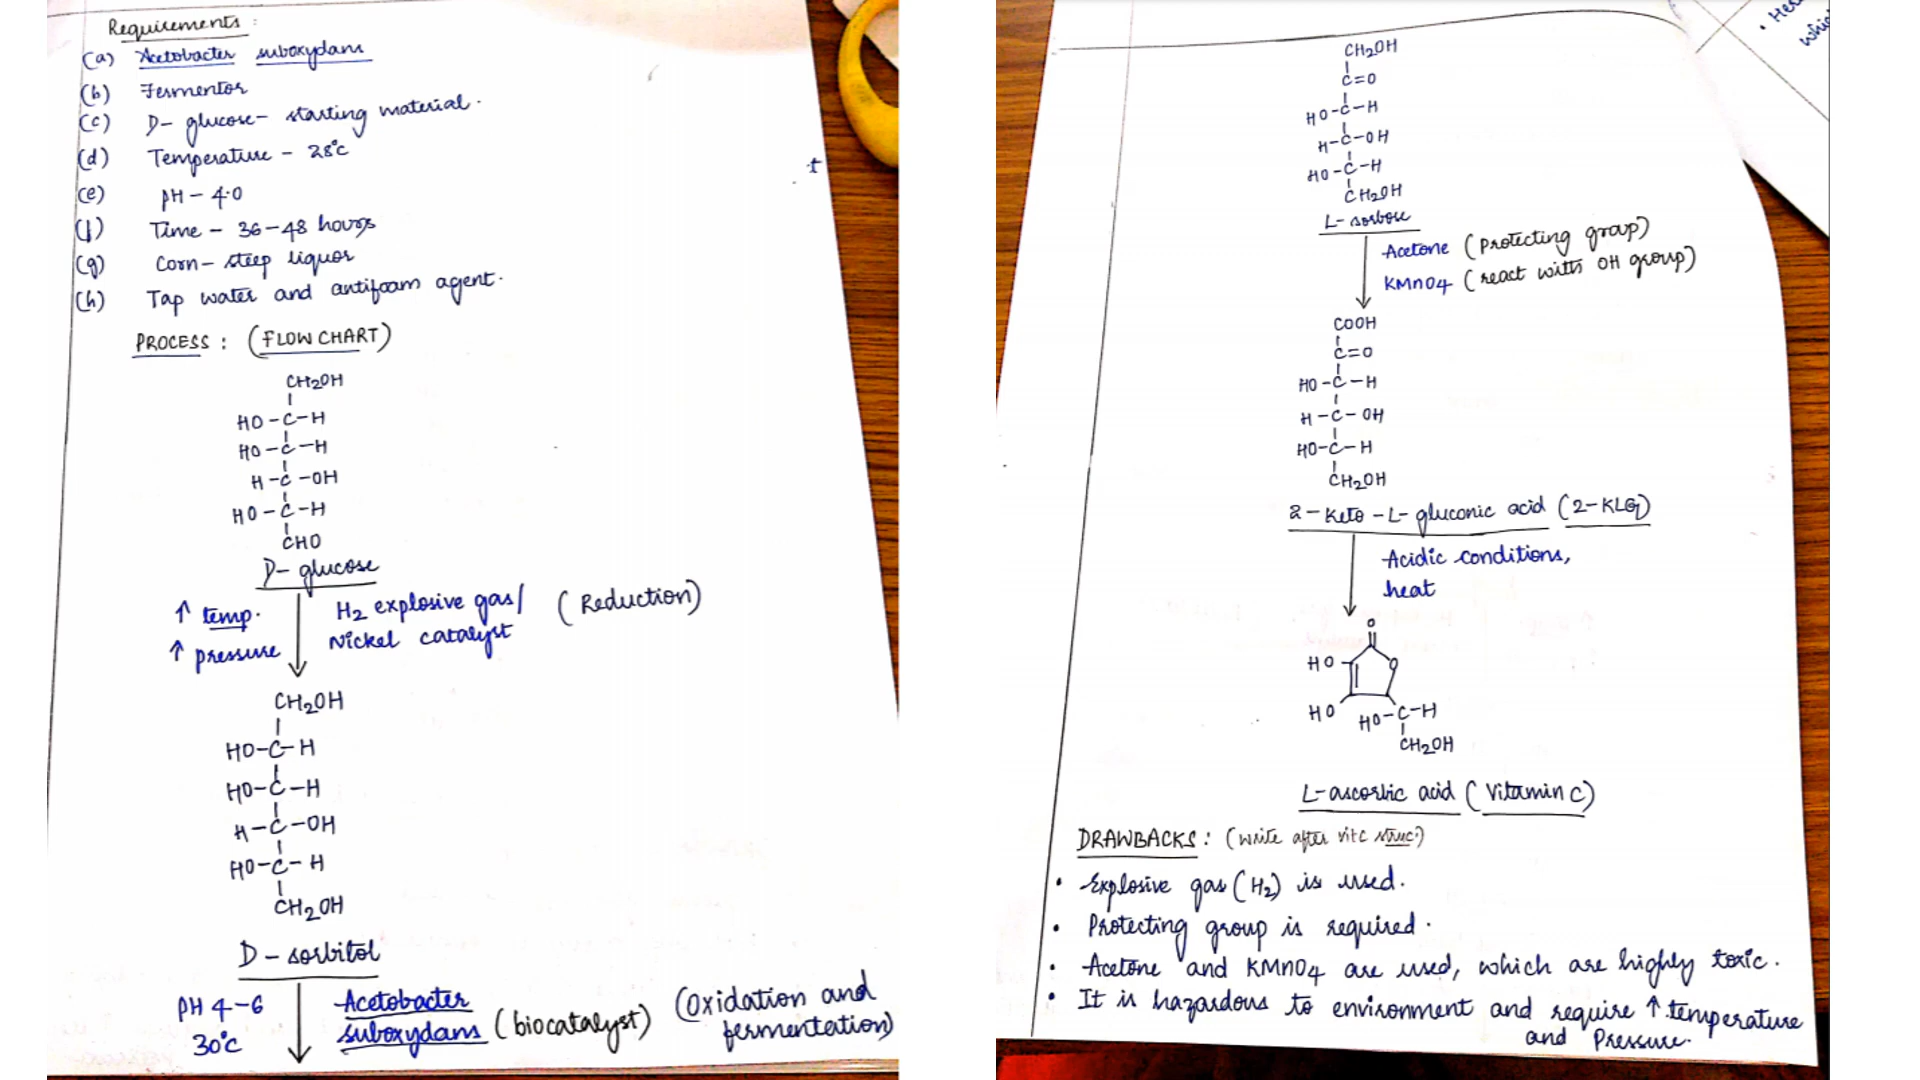 Requirements :
(a) Acetobacter suboxydans
(b) Fermentor
(c) D- glucose- starting material.
(d) Temperature - 28°c
(e) pH - 4.0
(f) Time - 36-48 hours
(g) Corn- steep liquor
(h) Tap water and antifoam agent.
PROCESS : (FLOW CHART)
CH2OH
HO-C-H
HO-C-H
H-C-OH
HO-C-H
CHO
D- glucose
↑ temp. H2 explosive gas/ (Reduction)
↑ pressure Nickel catalyst
CH2OH
HO-C-H
HO-C-H
H-C-OH
HO-C-H
CH2OH
D- sorbitol
PH 4-6 Acetobacter (Oxidation and
30°c suboxydans (biocatalyst) fermentation)
t
CH2OH
C=O
HO-C-H
H-C-OH
HO-C-H
CH2OH
L- sorbose
Acetone (Protecting group)
KMnO4 (react with OH group)
COOH
C=O
HO-C-H
H-C-OH
HO-C-H
CH2OH
2- Keto -L- gluconic acid (2-KLG)
Acidic conditions,
heat
O
HO O
HO HO-C-H
CH2OH
L-ascorbic acid (Vitamin C)
DRAWBACKS : (write after vit c struc.)
• Explosive gas (H2) is used.
• Protecting group is required.
• Acetone and KMnO4 are used, which are highly toxic.
• It is hazardous to environment and require ↑ temperature
and Pressure.